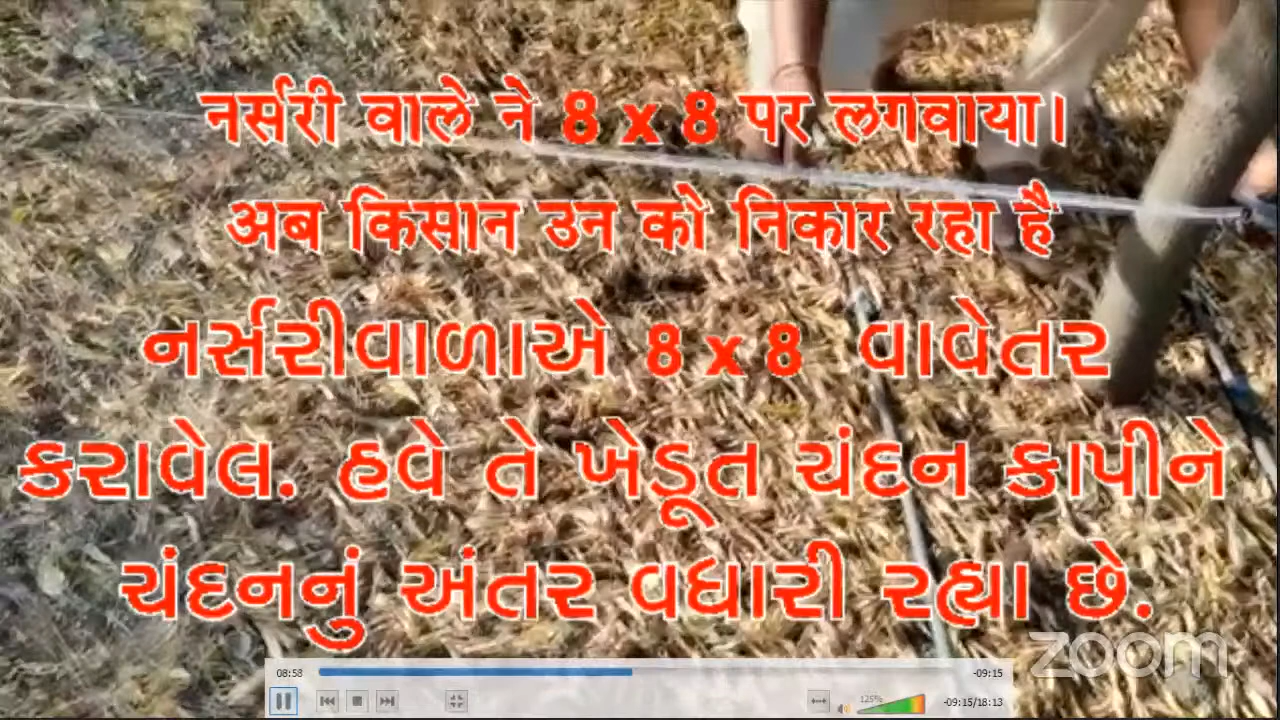 नर्सरी वाले ने 8 x 8 पर लगवाया।
अब किसान उन को निकार रहा है
નર્સરીવાળાએ 8 x 8 વાવેતર
કરાવેલ. હવે તે ખેડૂત ચંદન કાપીને
ચંદનનું અંતર વધારી રહ્યા છે.
zoom
08:58 -09:15
125% -09:15/18:13